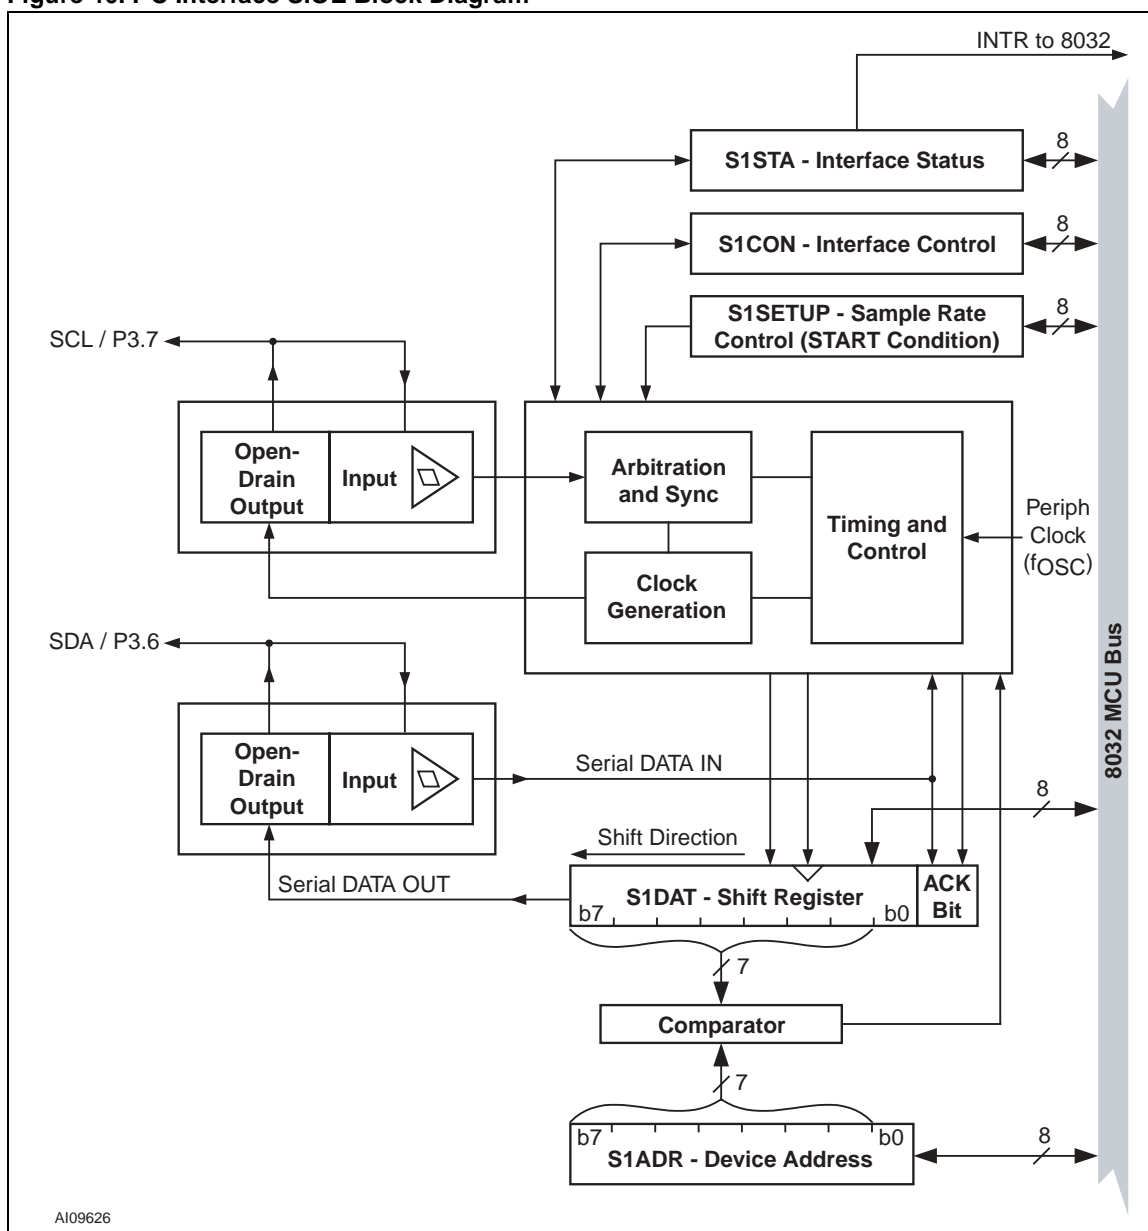 INTR to 8032
S1STA - Interface Status
8
S1CON - Interface Control
8
S1SETUP - Sample Rate
Control (START Condition)
8
SCL / P3.7
Open-
Drain
Output
Input
Arbitration
and Sync
Timing and
Control
Periph
Clock
(fOSC)
Clock
Generation
SDA / P3.6
Open-
Drain
Output
Input
8032 MCU Bus
Serial DATA IN
8
Shift Direction
Serial DATA OUT
S1DAT - Shift Register
b7
b0
ACK
Bit
7
Comparator
7
b7
b0
S1ADR - Device Address
8
AI09626